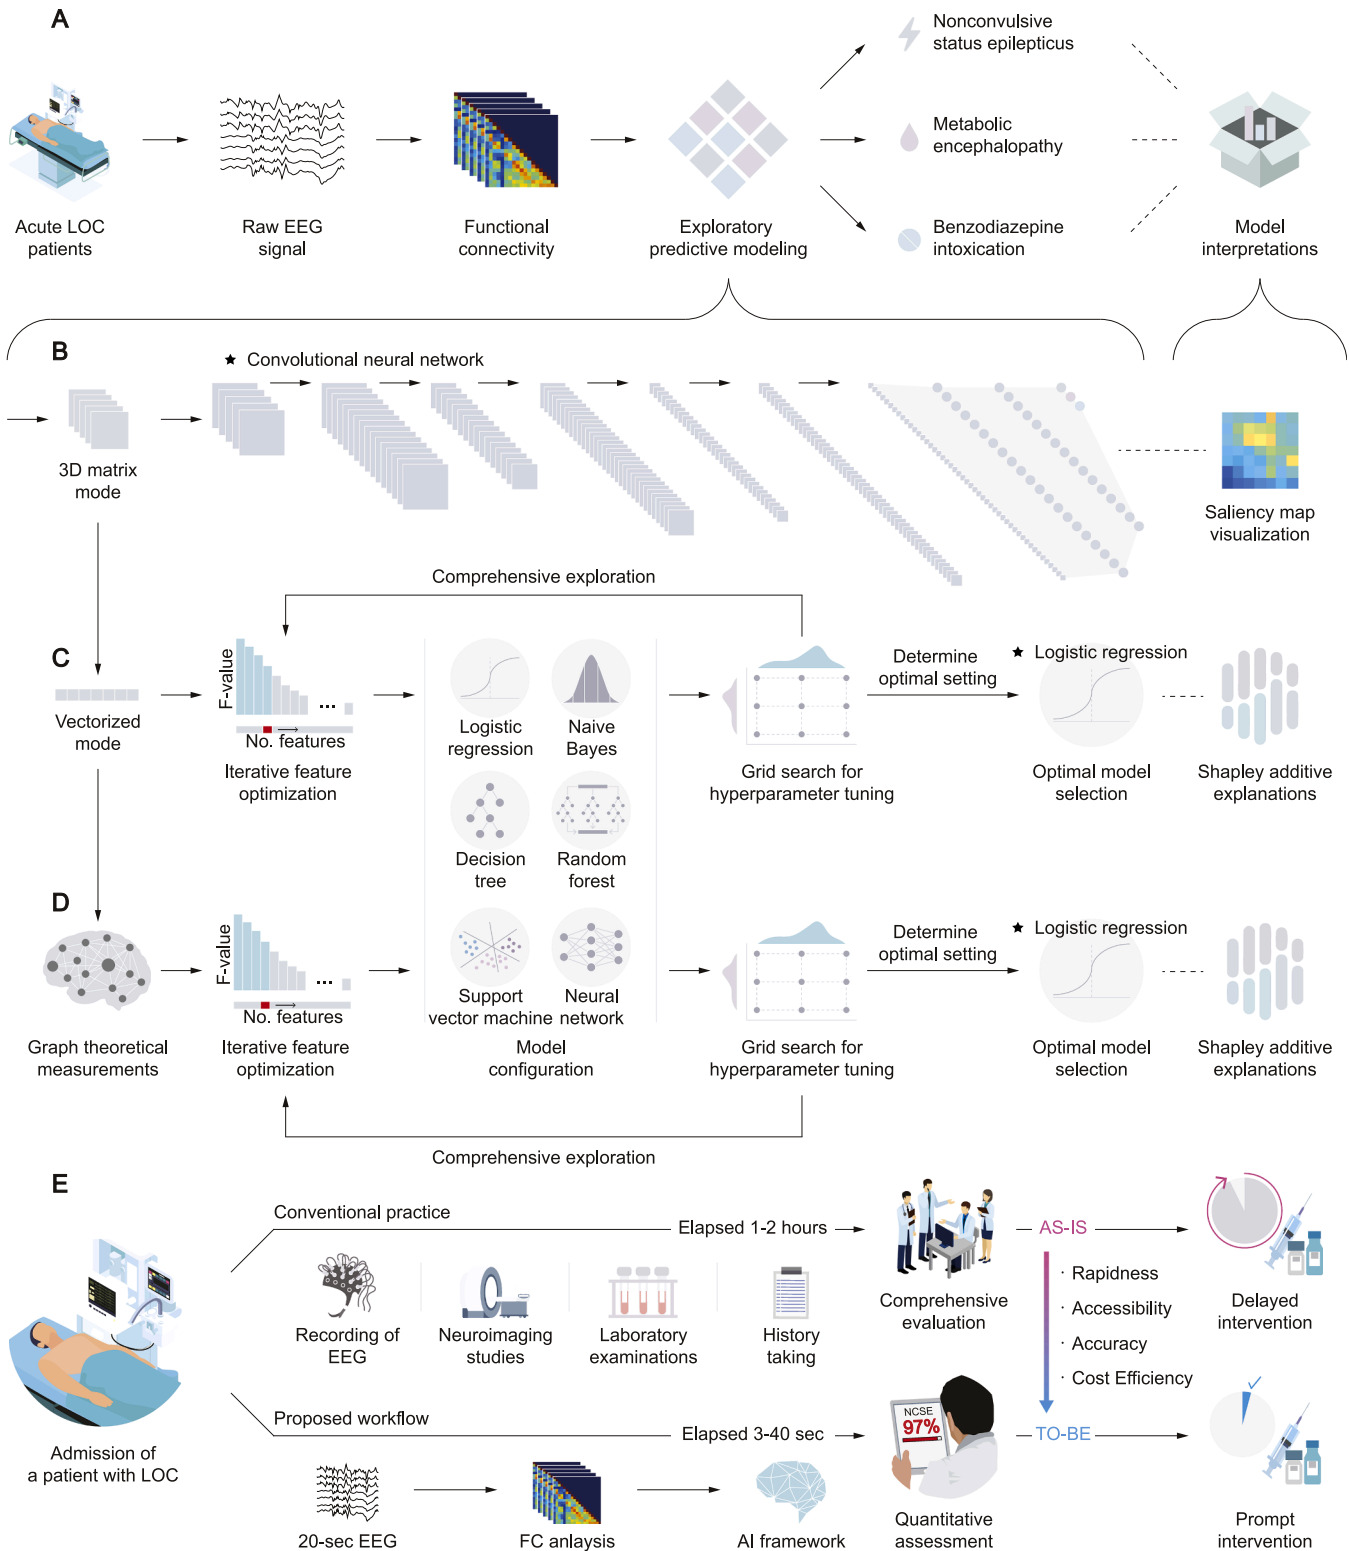 A
Nonconvulsive
status epilepticus
Metabolic
encephalopathy
Benzodiazepine
intoxication
Acute LOC
patients
Raw EEG
signal
Functional
connectivity
Exploratory
predictive modeling
Model
interpretations
B
★ Convolutional neural network
3D matrix
mode
Saliency map
visualization
Comprehensive exploration
C
F-value
No. features
Vectorized
mode
Iterative feature
optimization
Logistic
regression
Naive
Bayes
Decision
tree
Random
forest
Support
vector machine
Neural
network
Model
configuration
Grid search for
hyperparameter tuning
Determine
optimal setting
★ Logistic regression
Optimal model
selection
Shapley additive
explanations
D
F-value
No. features
Graph theoretical
measurements
Iterative feature
optimization
Grid search for
hyperparameter tuning
Determine
optimal setting
★ Logistic regression
Optimal model
selection
Shapley additive
explanations
Comprehensive exploration
E
Conventional practice
Elapsed 1-2 hours
Recording of
EEG
Neuroimaging
studies
Laboratory
examinations
History
taking
Comprehensive
evaluation
AS-IS
· Rapidness
· Accessibility
· Accuracy
· Cost Efficiency
TO-BE
Delayed
intervention
Admission of
a patient with LOC
Proposed workflow
Elapsed 3-40 sec
20-sec EEG
FC anlaysis
AI framework
NCSE
97%
Quantitative
assessment
Prompt
intervention